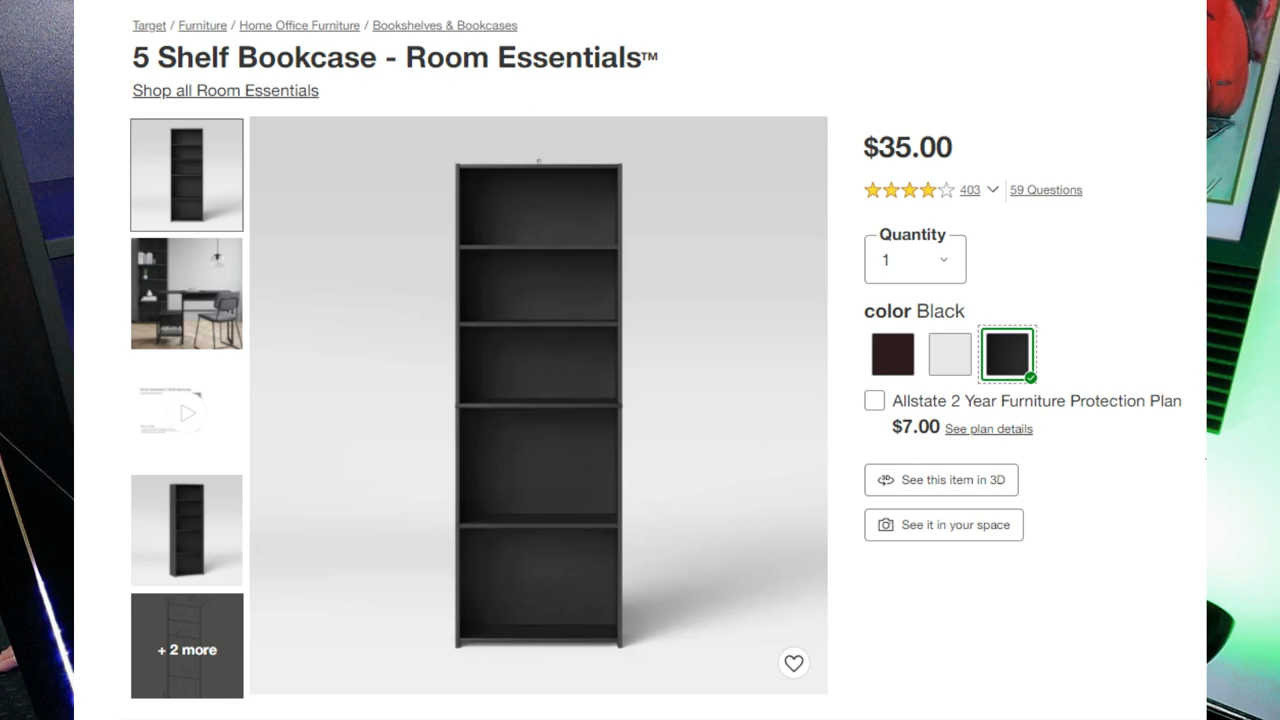 Target / Furniture / Home Office Furniture / Bookshelves & Bookcases
5 Shelf Bookcase - Room Essentials™
Shop all Room Essentials
$35.00
403
59 Questions
Quantity
1
color Black
Allstate 2 Year Furniture Protection Plan
$7.00 See plan details
See this item in 3D
See it in your space
+ 2 more